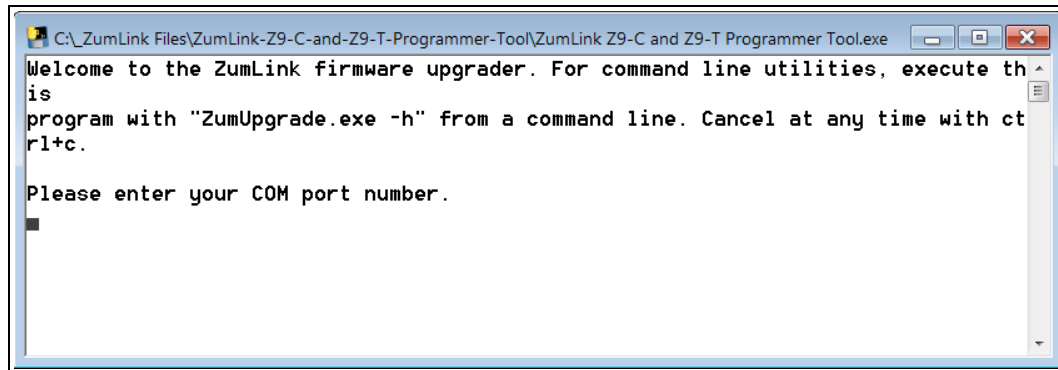 C:\_ZumLink Files\ZumLink-Z9-C-and-Z9-T-Programmer-Tool\ZumLink Z9-C and Z9-T Programmer Tool.exe
Welcome to the ZumLink firmware upgrader. For command line utilities, execute th
is
program with "ZumUpgrade.exe -h" from a command line. Cancel at any time with ct
rl+c.
Please enter your COM port number.